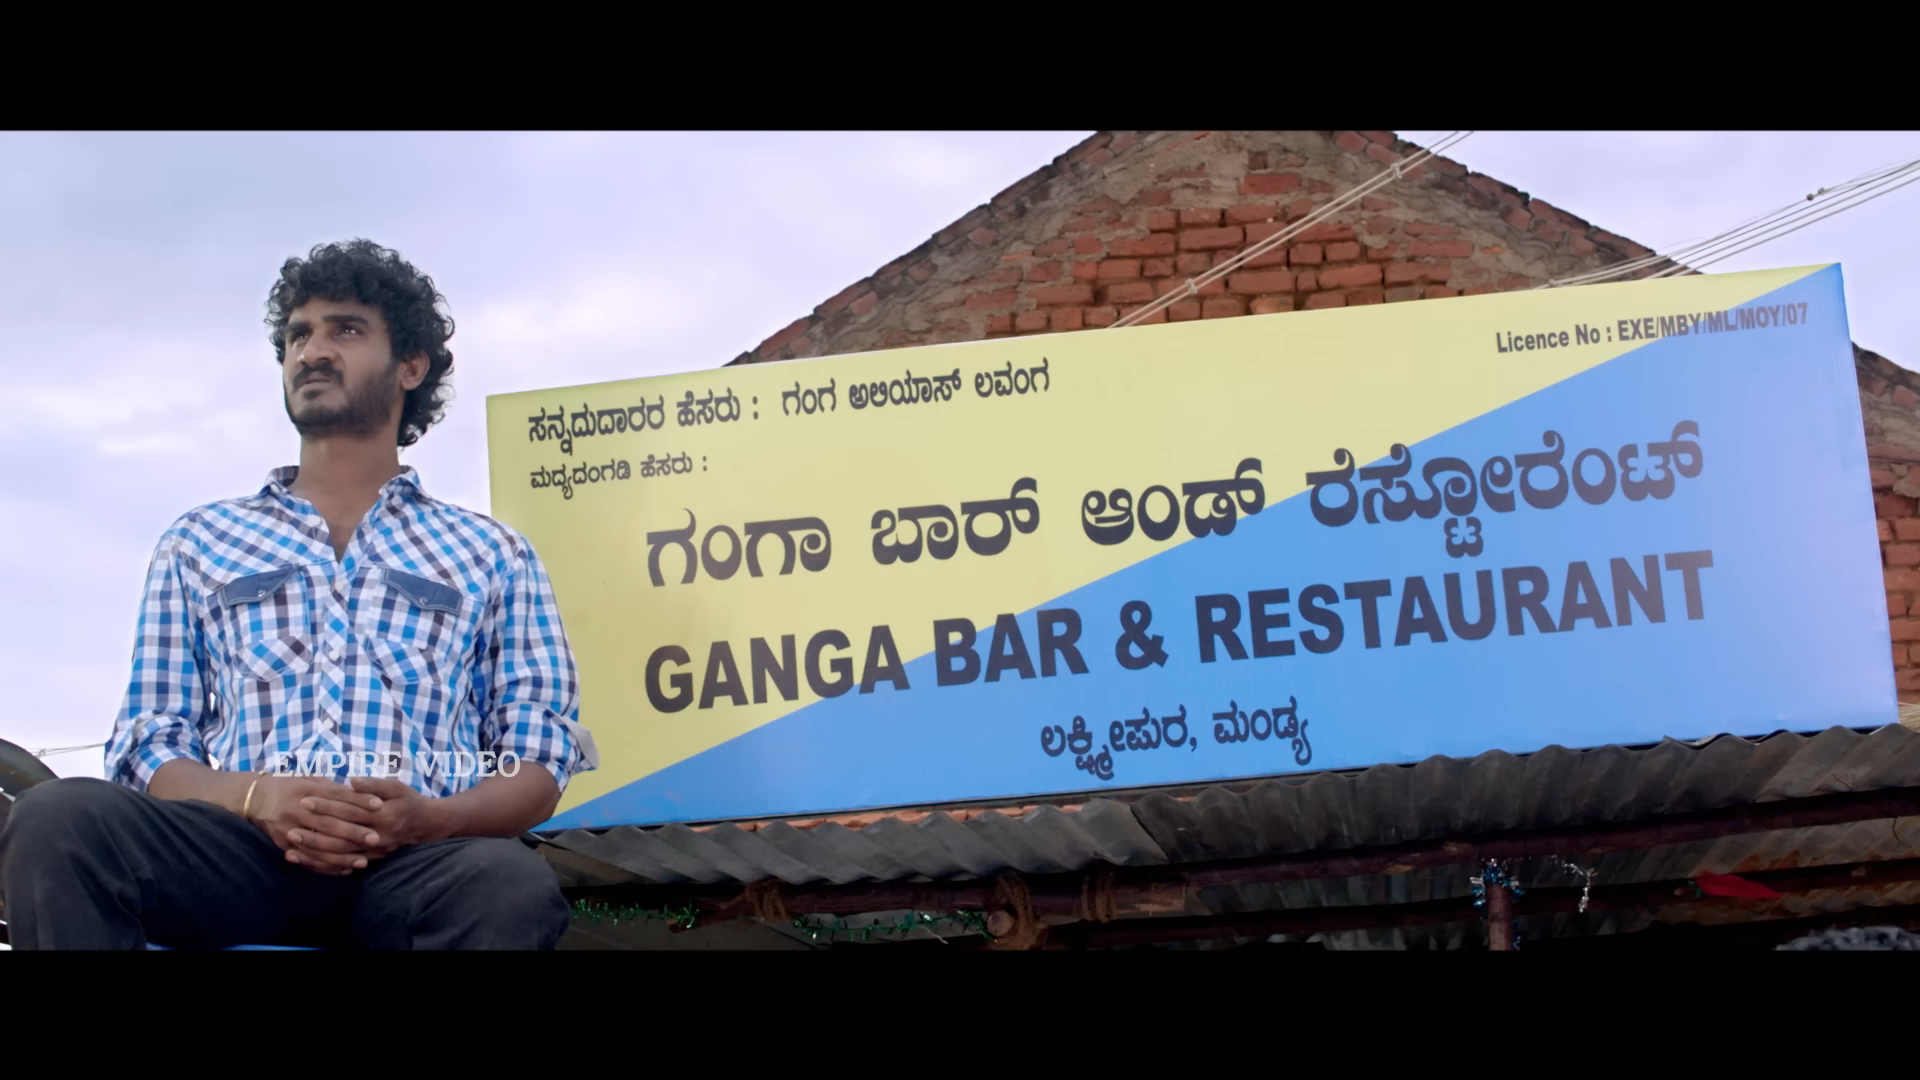 Licence No : EXE/MBY/ML/MOY/07
ಸನ್ನದುದಾರರ ಹೆಸರು : ಗಂಗ ಅಲಿಯಾಸ್ ಲವಂಗ
ಮದ್ಯದಂಗಡಿ ಹೆಸರು :
ಗಂಗಾ ಬಾರ್ ಆಂಡ್ ರೆಸ್ಟೋರೆಂಟ್
GANGA BAR & RESTAURANT
ಲಕ್ಷ್ಮೀಪುರ, ಮಂಡ್ಯ
EMPIRE VIDEO